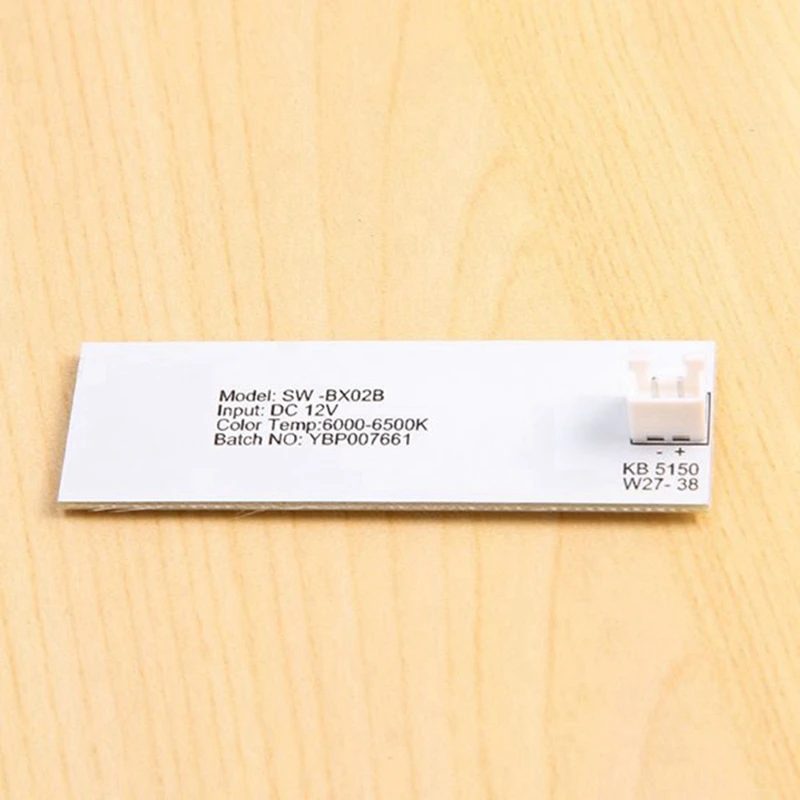 Model: SW -BX02B
Input: DC 12V
Color Temp:6000-6500K
Batch NO: YBP007661
- +
KB 5150
W27- 38